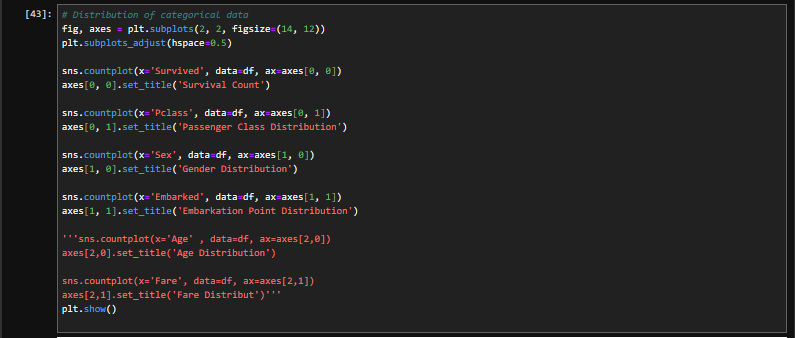 [43]: # Distribution of categorical data
fig, axes = plt.subplots(2, 2, figsize=(14, 12))
plt.subplots_adjust(hspace=0.5)
sns.countplot(x='Survived', data=df, ax=axes[0, 0])
axes[0, 0].set_title('Survival Count')
sns.countplot(x='Pclass', data=df, ax=axes[0, 1])
axes[0, 1].set_title('Passenger Class Distribution')
sns.countplot(x='Sex', data=df, ax=axes[1, 0])
axes[1, 0].set_title('Gender Distribution')
sns.countplot(x='Embarked', data=df, ax=axes[1, 1])
axes[1, 1].set_title('Embarkation Point Distribution')
'''sns.countplot(x='Age' , data=df, ax=axes[2,0])
axes[2,0].set_title('Age Distribution')
sns.countplot(x='Fare', data=df, ax=axes[2,1])
axes[2,1].set_title('Fare Distribut')'''
plt.show()